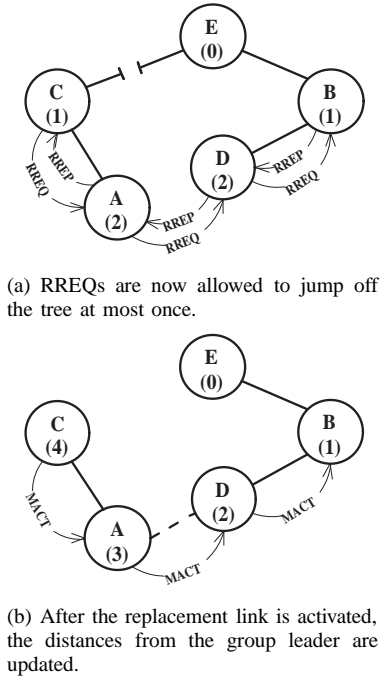 E
(0)
C
(1)
B
(1)
D
(2)
A
(2)
RREQ
RREP
RREP
RREQ
RREP
RREQ
(a) RREQs are now allowed to jump off
the tree at most once.
E
(0)
C
(4)
B
(1)
D
(2)
A
(3)
MACT
MACT
MACT
(b) After the replacement link is activated,
the distances from the group leader are
updated.